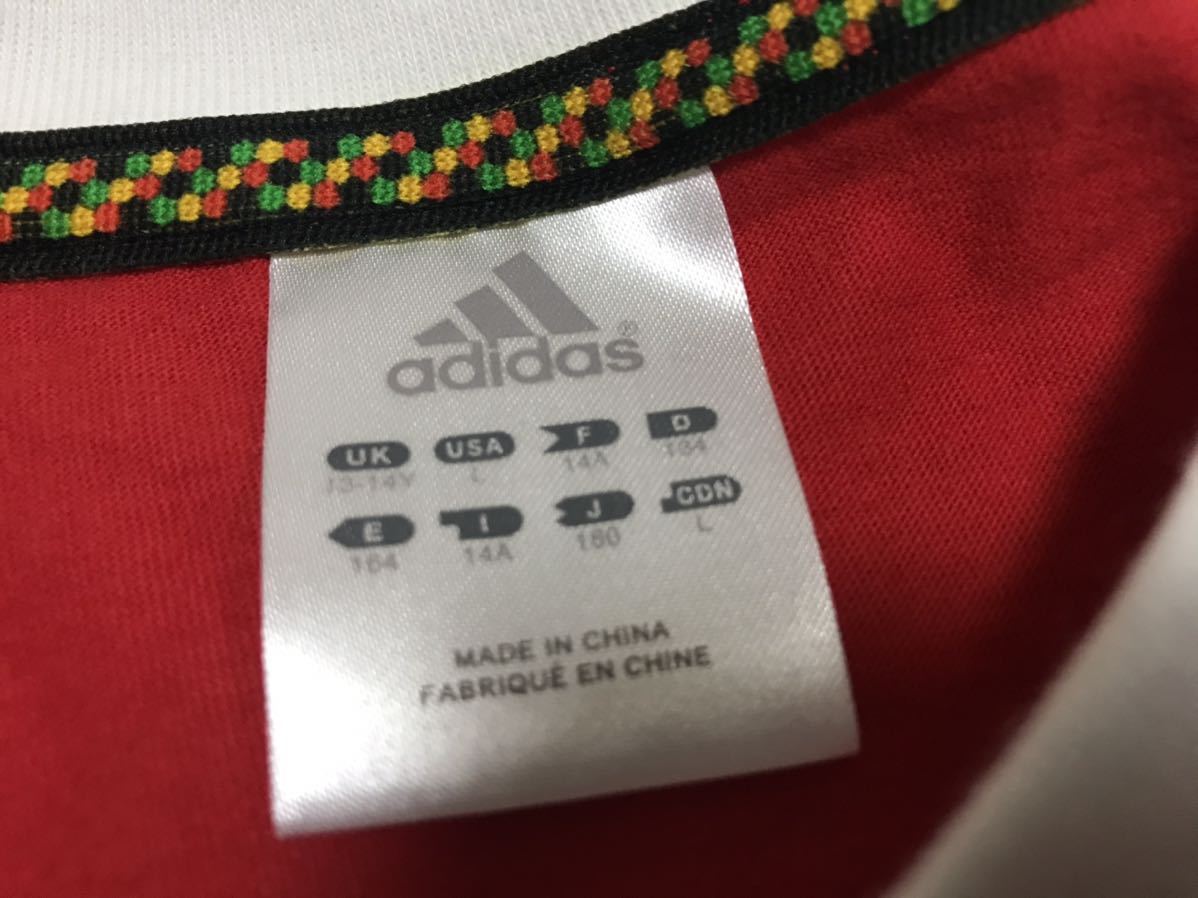 adidas®
UK USA F D
13-14Y L 14A 164
E I J CDN
164 14A 160 L
MADE IN CHINA
FABRIQUÉ EN CHINE